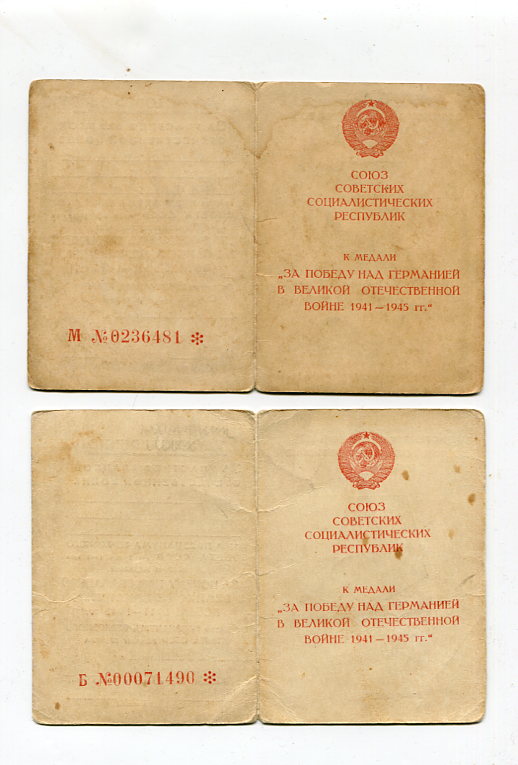 СОЮЗ
СОВЕТСКИХ
СОЦИАЛИСТИЧЕСКИХ
РЕСПУБЛИК
К МЕДАЛИ
„ЗА ПОБЕДУ НАД ГЕРМАНИЕЙ
В ВЕЛИКОЙ ОТЕЧЕСТВЕННОЙ
ВОЙНЕ 1941—1945 гг.“
М №0236481 ✻
СОЮЗ
СОВЕТСКИХ
СОЦИАЛИСТИЧЕСКИХ
РЕСПУБЛИК
К МЕДАЛИ
„ЗА ПОБЕДУ НАД ГЕРМАНИЕЙ
В ВЕЛИКОЙ ОТЕЧЕСТВЕННОЙ
ВОЙНЕ 1941—1945 гг.“
Б №00071490 ✻